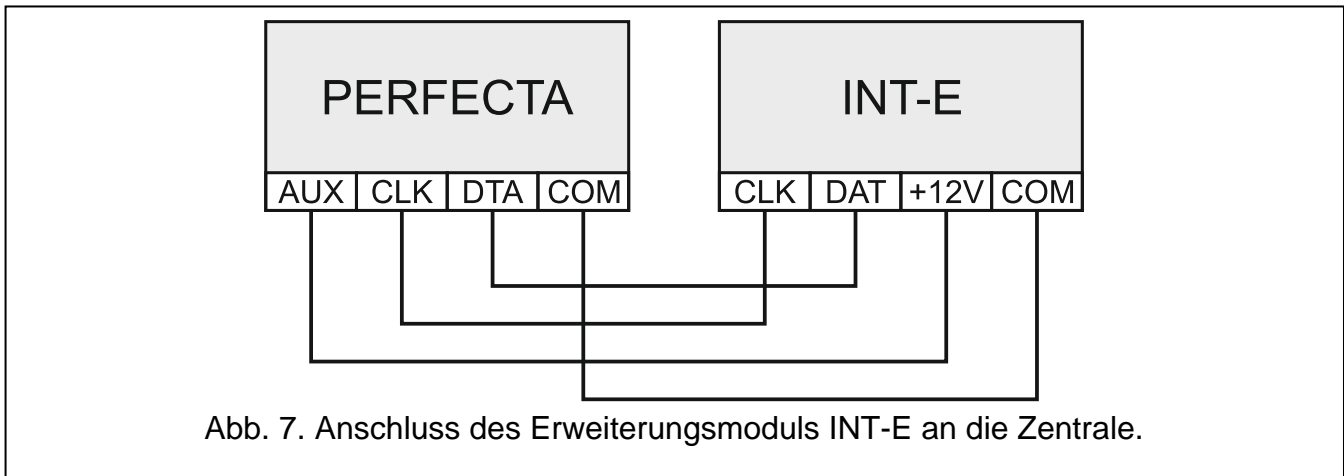 PERFECTA INT-E
AUX CLK DTA COM CLK DAT +12V COM
Abb. 7. Anschluss des Erweiterungsmoduls INT-E an die Zentrale.